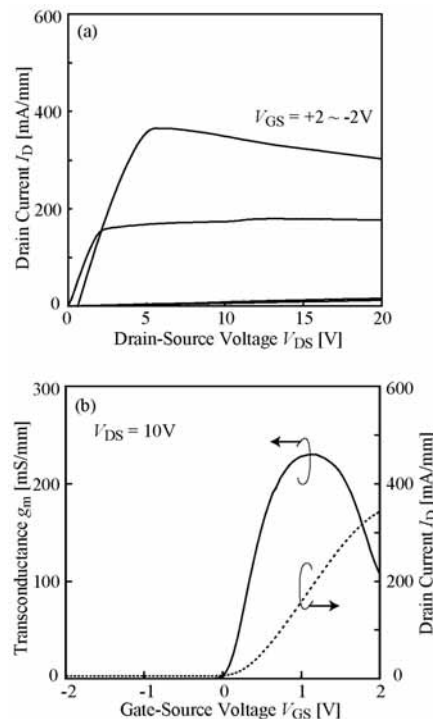 (a)
600
400
200
0
Drain Current I_D [mA/mm]
V_GS = +2 ~ -2V
0 5 10 15 20
Drain-Source Voltage V_DS [V]
(b)
300
200
100
0
Transconductance g_m [mS/mm]
V_DS = 10V
600
400
200
0
Drain Current I_D [mA/mm]
-2 -1 0 1 2
Gate-Source Voltage V_GS [V]